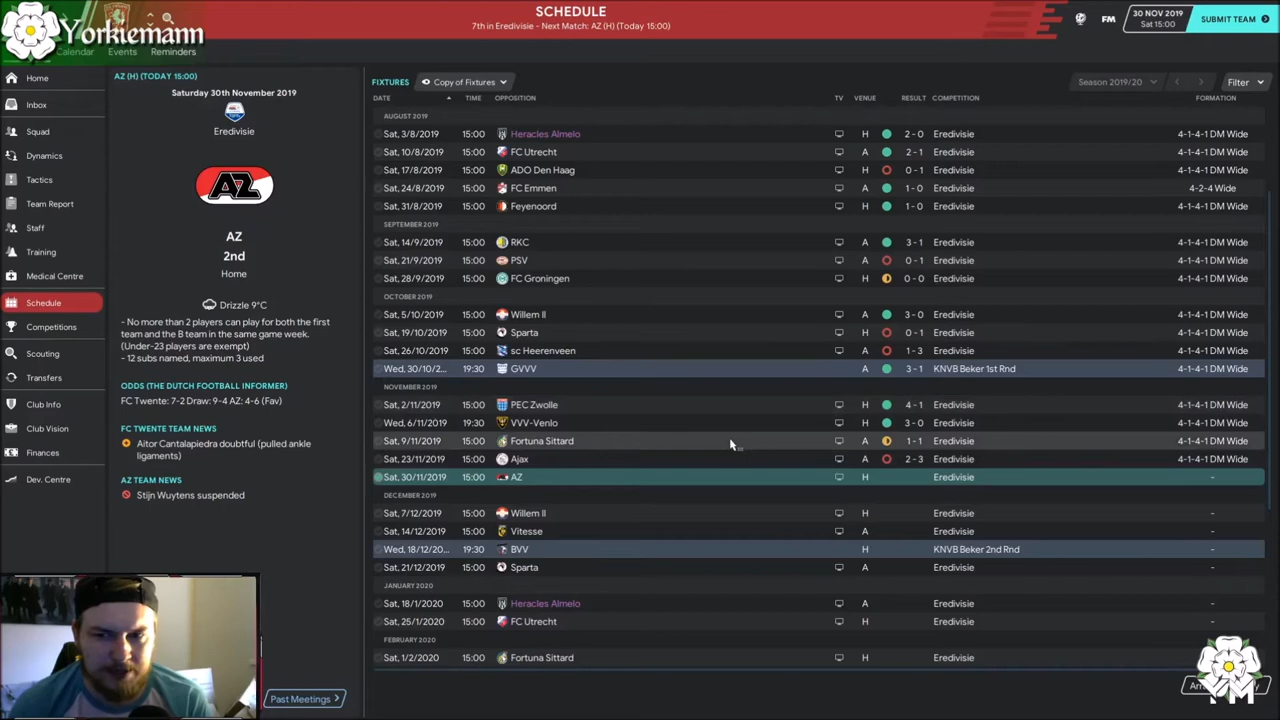 Yorkiemann
SCHEDULE
7th in Eredivisie - Next Match: AZ (H) (Today 15:00)
FM
30 NOV 2019
Sat 15:00
SUBMIT TEAM
Calendar Events Reminders
Home
Inbox
Squad
Dynamics
Tactics
Team Report
Staff
Training
Medical Centre
Schedule
Competitions
Scouting
Transfers
Club Info
Club Vision
Finances
Dev. Centre
AZ (H) (TODAY 15:00)
Saturday 30th November 2019
Eredivisie
AZ
AZ
2nd
Home
Drizzle 9°C
- No more than 2 players can play for both the first
team and the B team in the same game week.
(Under-23 players are exempt)
- 12 subs named, maximum 3 used
ODDS (THE DUTCH FOOTBALL INFORMER)
FC Twente: 7-2 Draw: 9-4 AZ: 4-6 (Fav)
FC TWENTE TEAM NEWS
Aitor Cantalapiedra doubtful (pulled ankle
ligaments)
AZ TEAM NEWS
Stijn Wuytens suspended
Past Meetings
FIXTURES Copy of Fixtures Season 2019/20 Filter
DATE TIME OPPOSITION TV VENUE RESULT COMPETITION FORMATION
AUGUST 2019
Sat, 3/8/2019 15:00 Heracles Almelo H 2 - 0 Eredivisie 4-1-4-1 DM Wide
Sat, 10/8/2019 15:00 FC Utrecht A 2 - 1 Eredivisie 4-1-4-1 DM Wide
Sat, 17/8/2019 15:00 ADO Den Haag H 0 - 1 Eredivisie 4-1-4-1 DM Wide
Sat, 24/8/2019 15:00 FC Emmen A 1 - 0 Eredivisie 4-2-4 Wide
Sat, 31/8/2019 15:00 Feyenoord H 1 - 0 Eredivisie 4-1-4-1 DM Wide
SEPTEMBER 2019
Sat, 14/9/2019 15:00 RKC A 3 - 1 Eredivisie 4-1-4-1 DM Wide
Sat, 21/9/2019 15:00 PSV A 0 - 1 Eredivisie 4-1-4-1 DM Wide
Sat, 28/9/2019 15:00 FC Groningen H 0 - 0 Eredivisie 4-1-4-1 DM Wide
OCTOBER 2019
Sat, 5/10/2019 15:00 Willem II A 3 - 0 Eredivisie 4-1-4-1 DM Wide
Sat, 19/10/2019 15:00 Sparta H 0 - 1 Eredivisie 4-1-4-1 DM Wide
Sat, 26/10/2019 15:00 sc Heerenveen A 1 - 3 Eredivisie 4-1-4-1 DM Wide
Wed, 30/10/2... 19:30 GVVV A 3 - 1 KNVB Beker 1st Rnd 4-1-4-1 DM Wide
NOVEMBER 2019
Sat, 2/11/2019 15:00 PEC Zwolle H 4 - 1 Eredivisie 4-1-4-1 DM Wide
Wed, 6/11/2019 19:30 VVV-Venlo H 3 - 0 Eredivisie 4-1-4-1 DM Wide
Sat, 9/11/2019 15:00 Fortuna Sittard A 1 - 1 Eredivisie 4-1-4-1 DM Wide
Sat, 23/11/2019 15:00 Ajax A 2 - 3 Eredivisie 4-1-4-1 DM Wide
Sat, 30/11/2019 15:00 AZ H Eredivisie -
DECEMBER 2019
Sat, 7/12/2019 15:00 Willem II H Eredivisie -
Sat, 14/12/2019 15:00 Vitesse A Eredivisie -
Wed, 18/12/20... 19:30 BVV H KNVB Beker 2nd Rnd -
Sat, 21/12/2019 15:00 Sparta A Eredivisie -
JANUARY 2020
Sat, 18/1/2020 15:00 Heracles Almelo A Eredivisie -
Sat, 25/1/2020 15:00 FC Utrecht H Eredivisie -
FEBRUARY 2020
Sat, 1/2/2020 15:00 Fortuna Sittard H Eredivisie -
YM